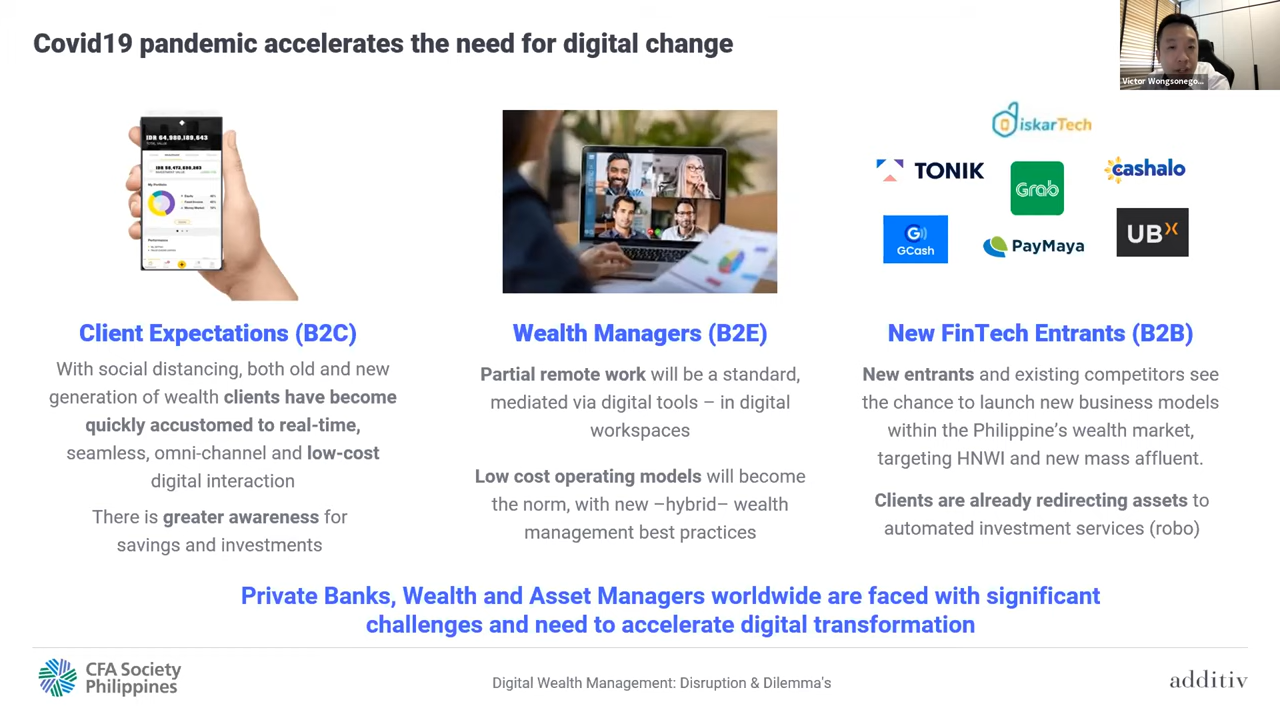 Covid19 pandemic accelerates the need for digital change
Victor Wongsonego...
IDR 64,980,189,643
DiskarTech
TONIK
Grab
cashalo
GCash
PayMaya
UBX
Client Expectations (B2C)
With social distancing, both old and new
generation of wealth clients have become
quickly accustomed to real-time,
seamless, omni-channel and low-cost
digital interaction
There is greater awareness for
savings and investments
Wealth Managers (B2E)
Partial remote work will be a standard,
mediated via digital tools – in digital
workspaces
Low cost operating models will become
the norm, with new –hybrid– wealth
management best practices
New FinTech Entrants (B2B)
New entrants and existing competitors see
the chance to launch new business models
within the Philippine's wealth market,
targeting HNWI and new mass affluent.
Clients are already redirecting assets to
automated investment services (robo)
Private Banks, Wealth and Asset Managers worldwide are faced with significant
challenges and need to accelerate digital transformation
CFA Society
Philippines
Digital Wealth Management: Disruption & Dilemma's
additiv